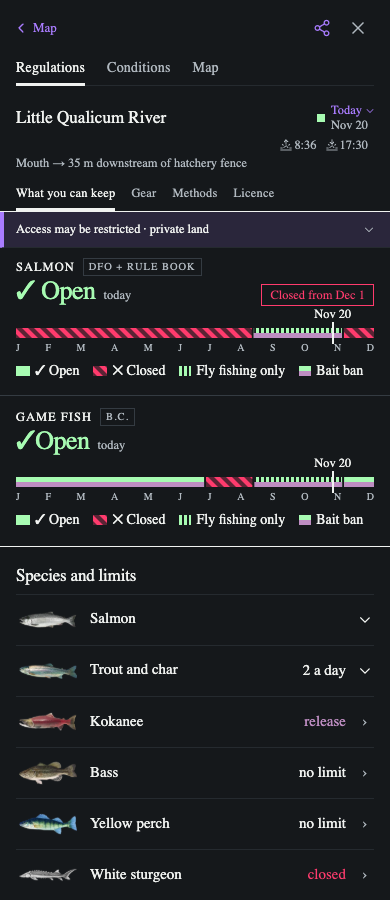 Map
Regulations Conditions Map
Little Qualicum River
Today
Nov 20
8:36 17:30
Mouth → 35 m downstream of hatchery fence
What you can keep Gear Methods Licence
Access may be restricted · private land
SALMON DFO + RULE BOOK
✓ Open today
Closed from Dec 1
Nov 20
J F M A M J J A S O N D
✓ Open ✕ Closed Fly fishing only Bait ban
GAME FISH B.C.
✓ Open today
Nov 20
J F M A M J J A S O N D
✓ Open ✕ Closed Fly fishing only Bait ban
Species and limits
Salmon
Trout and char 2 a day
Kokanee release
Bass no limit
Yellow perch no limit
White sturgeon closed